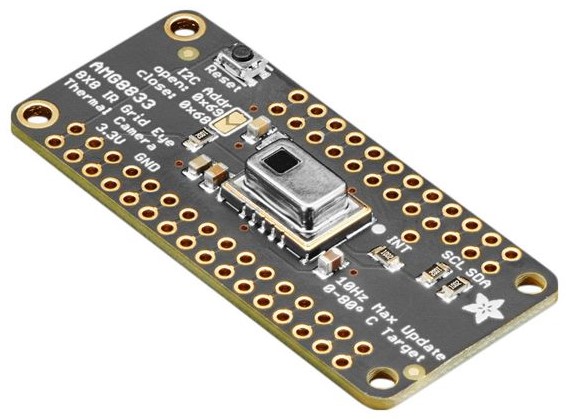 AMG8833
8X8 IR Grid Eye
Thermal Camera
3.3V GND
I2C Addr
open: 0x69
close: 0x68
Reset
INT
SCL SDA
10Hz Max Update
0-80° C Target